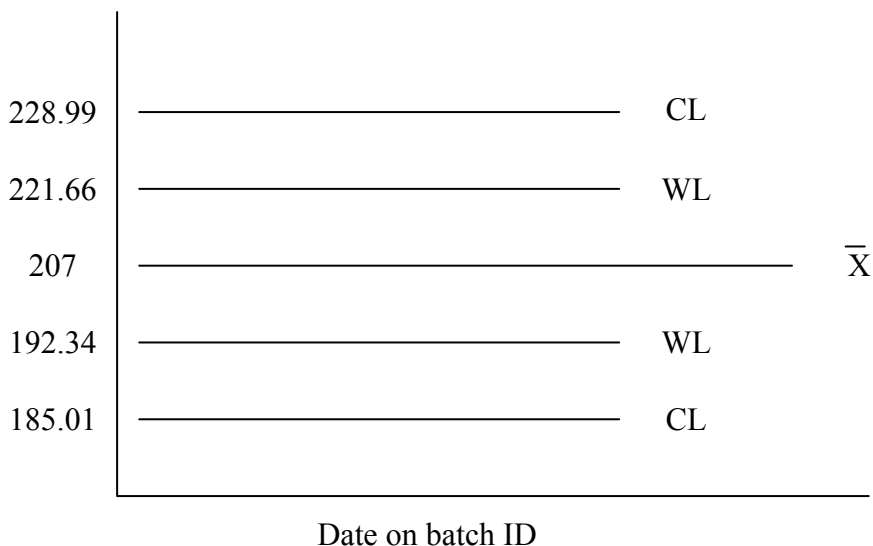 228.99 CL
221.66 WL
207 X̄
192.34 WL
185.01 CL
Date on batch ID